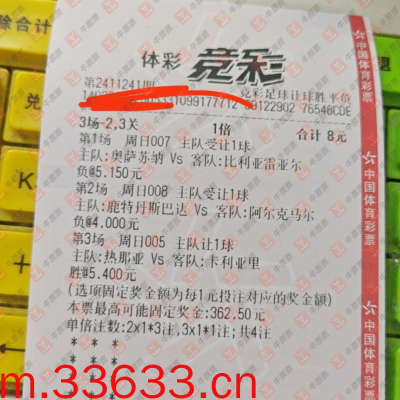 除合计
兑
体彩 竞彩
第2411241期 竞彩足球让球胜平负
1099177712 80122902 76548CDE
3场-2,3关 1倍 合计 8元
第1场 周日007 主队受让1球
主队:奥萨苏纳 Vs 客队:比利亚雷亚尔
负@5.150元
第2场 周日008 主队受让1球
主队:鹿特丹斯巴达 Vs 客队:阿尔克马尔
负@4.000元
第3场 周日005 主队让1球
主队:热那亚 Vs 客队:卡利亚里
胜@5.400元
(选项固定奖金额为每1元投注对应的奖金额)
本票最高可能固定奖金:362.50元
单倍注数:2x1*3注,3x1*1注;共4注
* * *
* * *
* * *
m.33633.cn
中国体育彩票
中国体育彩票
中国体育彩票